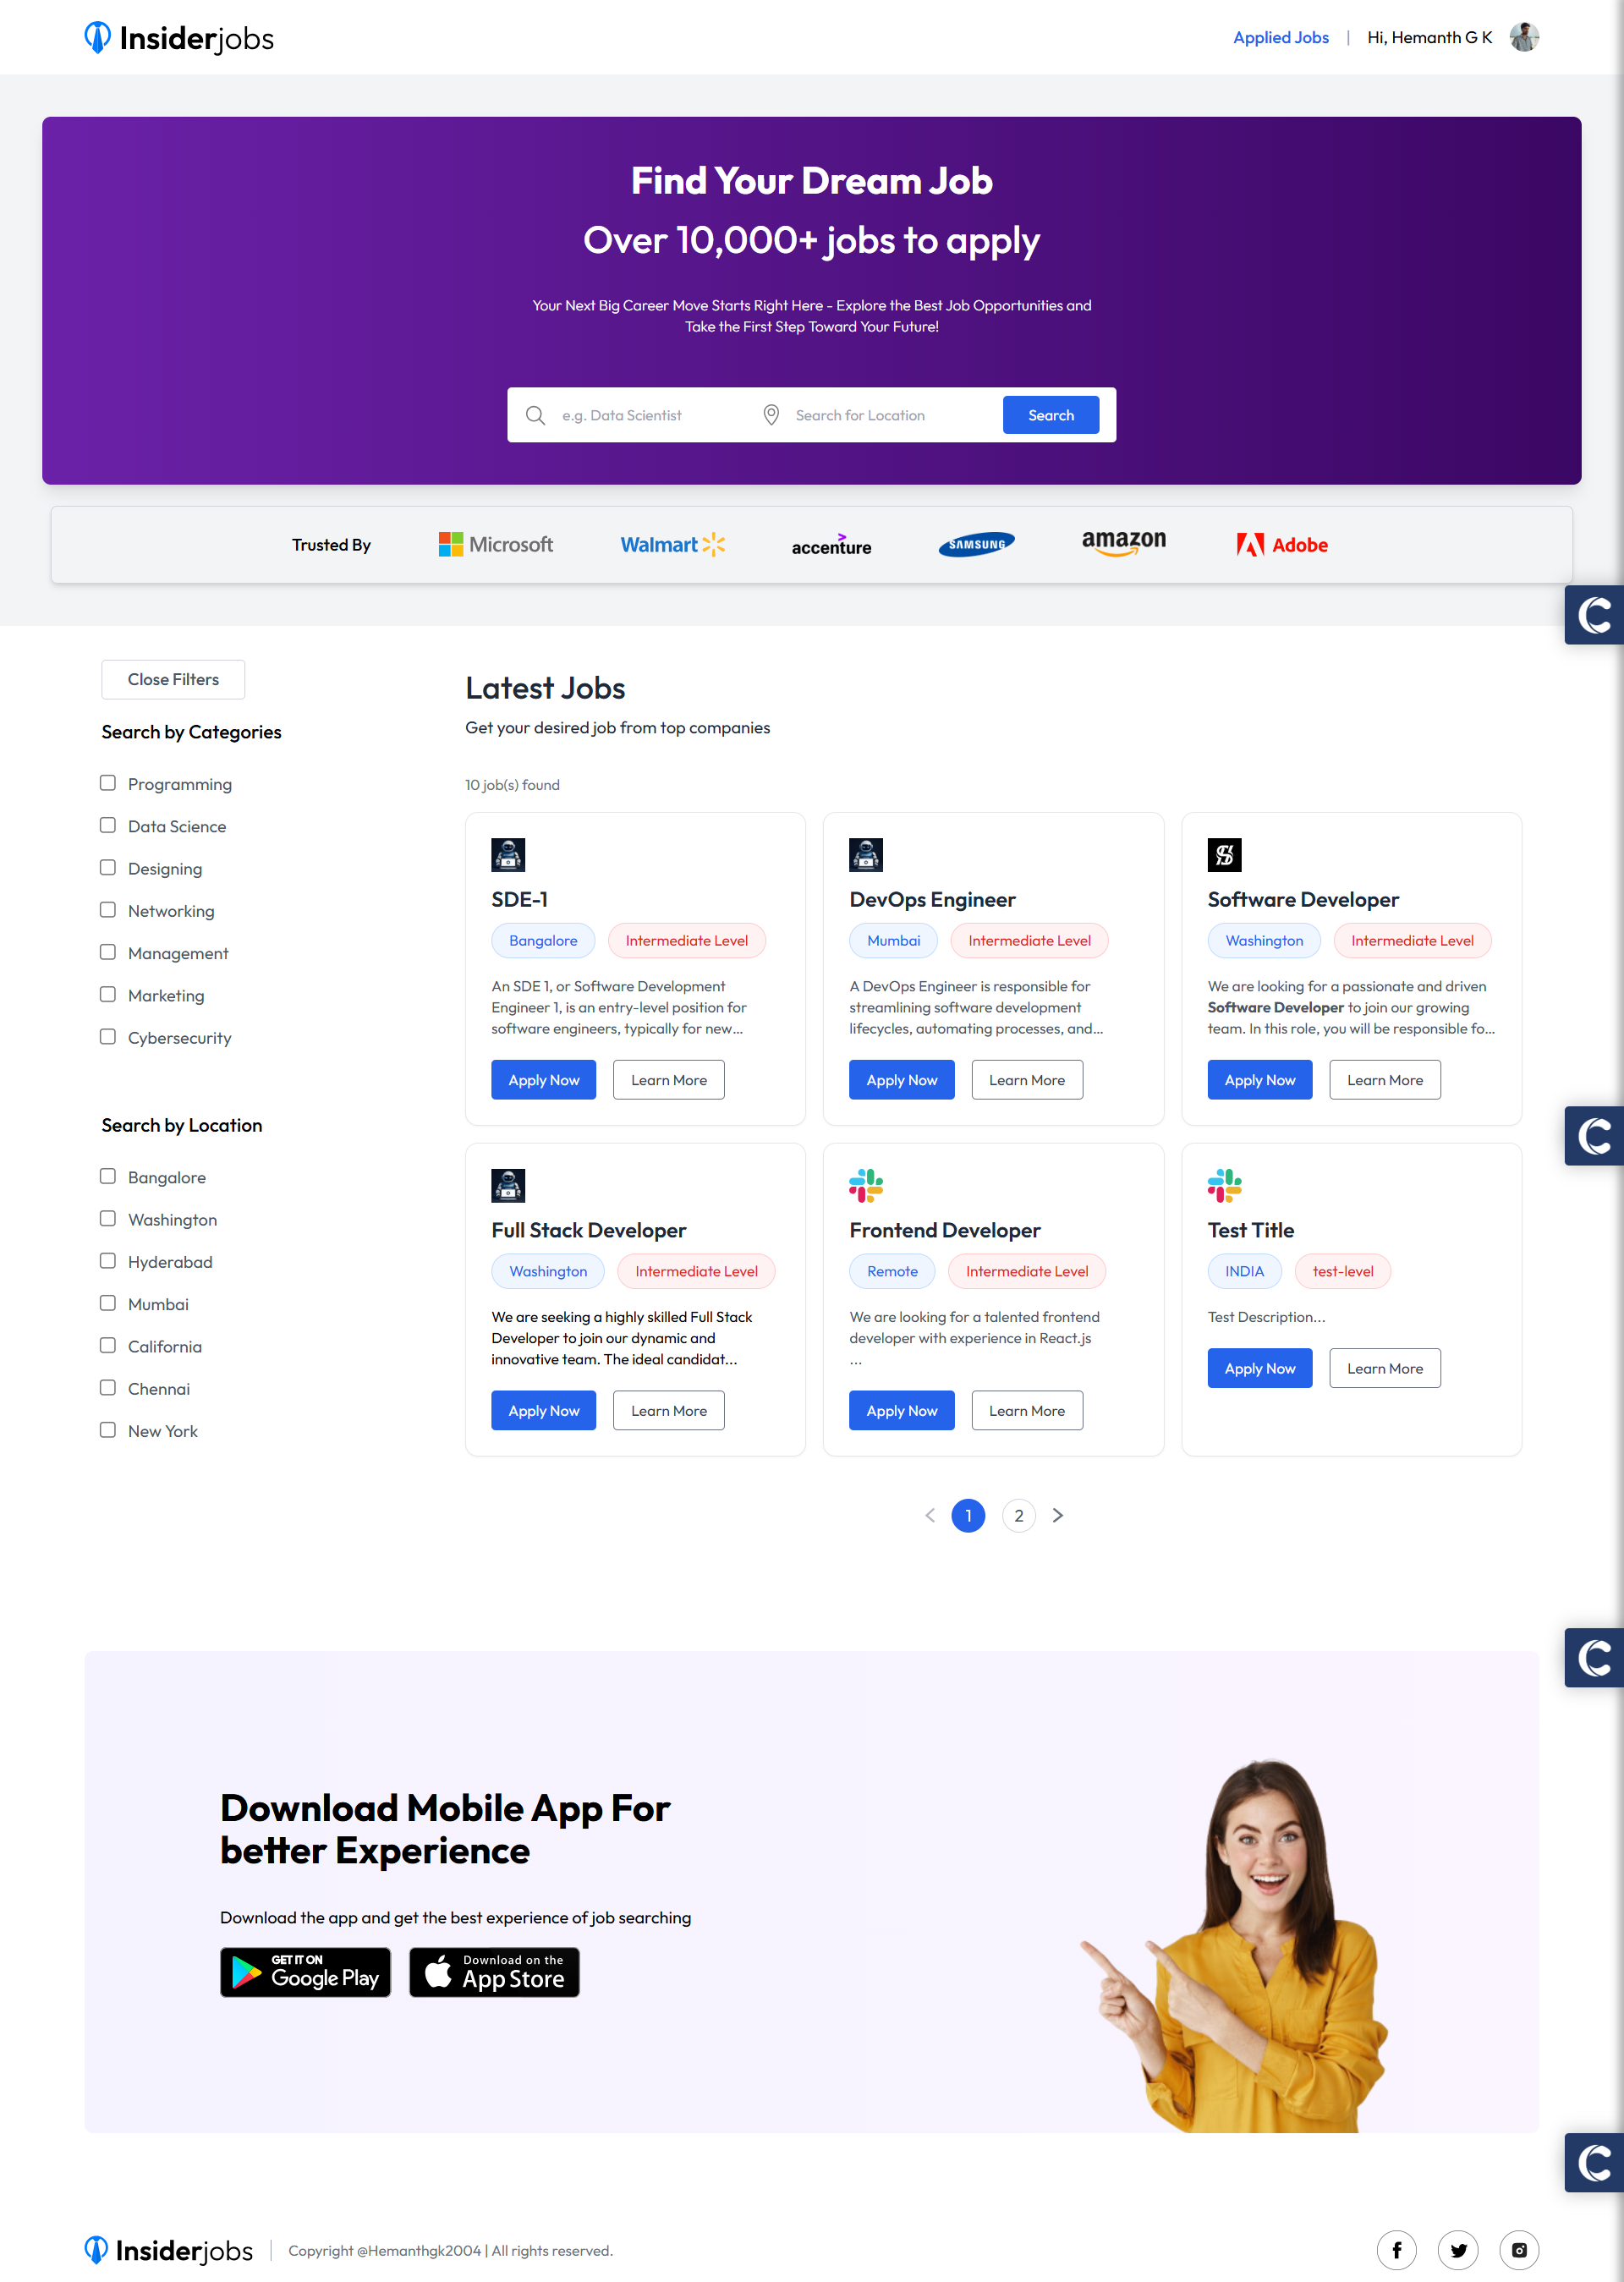 Insiderjobs
Applied Jobs | Hi, Hemanth G K
Find Your Dream Job
Over 10,000+ jobs to apply
Your Next Big Career Move Starts Right Here - Explore the Best Job Opportunities and
Take the First Step Toward Your Future!
e.g. Data Scientist Search for Location Search
Trusted By Microsoft Walmart accenture SAMSUNG amazon Adobe
Close Filters
Search by Categories
Programming
Data Science
Designing
Networking
Management
Marketing
Cybersecurity
Search by Location
Bangalore
Washington
Hyderabad
Mumbai
California
Chennai
New York
Latest Jobs
Get your desired job from top companies
10 job(s) found
SDE-1
Bangalore Intermediate Level
An SDE 1, or Software Development
Engineer 1, is an entry-level position for
software engineers, typically for new...
Apply Now Learn More
DevOps Engineer
Mumbai Intermediate Level
A DevOps Engineer is responsible for
streamlining software development
lifecycles, automating processes, and...
Apply Now Learn More
Software Developer
Washington Intermediate Level
We are looking for a passionate and driven
Software Developer to join our growing
team. In this role, you will be responsible fo...
Apply Now Learn More
Full Stack Developer
Washington Intermediate Level
We are seeking a highly skilled Full Stack
Developer to join our dynamic and
innovative team. The ideal candidat...
Apply Now Learn More
Frontend Developer
Remote Intermediate Level
We are looking for a talented frontend
developer with experience in React.js
...
Apply Now Learn More
Test Title
INDIA test-level
Test Description...
Apply Now Learn More
1 2
Download Mobile App For
better Experience
Download the app and get the best experience of job searching
GET IT ON
Google Play
Download on the
App Store
Insiderjobs | Copyright @Hemanthgk2004 | All rights reserved.